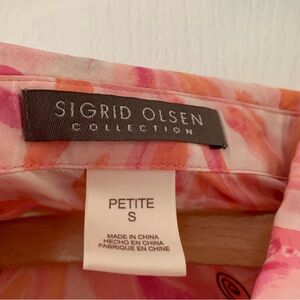 SIGRID OLSEN
COLLECTION
PETITE
S
MADE IN CHINA
HECHO EN CHINA
FABRIQUE EN CHINE